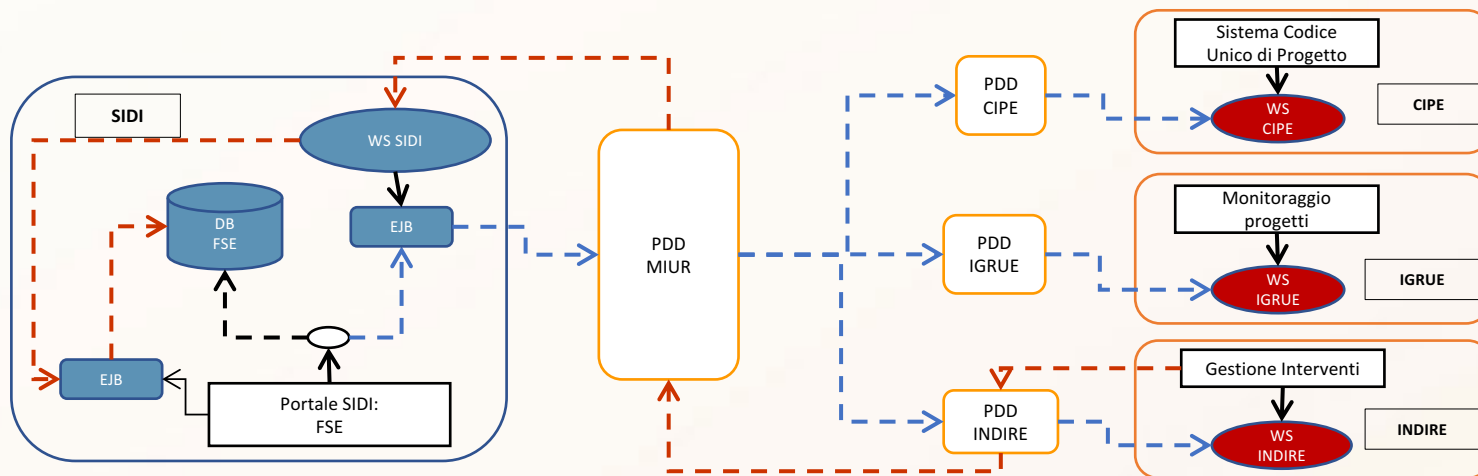 SIDI
WS SIDI
DB
FSE
EJB
EJB
Portale SIDI:
FSE
PDD
MIUR
PDD
CIPE
PDD
IGRUE
PDD
INDIRE
Sistema Codice
Unico di Progetto
WS
CIPE
CIPE
Monitoraggio
progetti
WS
IGRUE
IGRUE
Gestione Interventi
WS
INDIRE
INDIRE